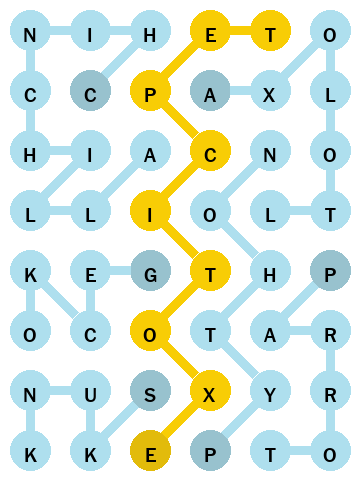 N I H E T O
C C P A X L
H I A C N O
L L I O L T
K E G T H P
O C O T A R
N U S X Y R
K K E P T O